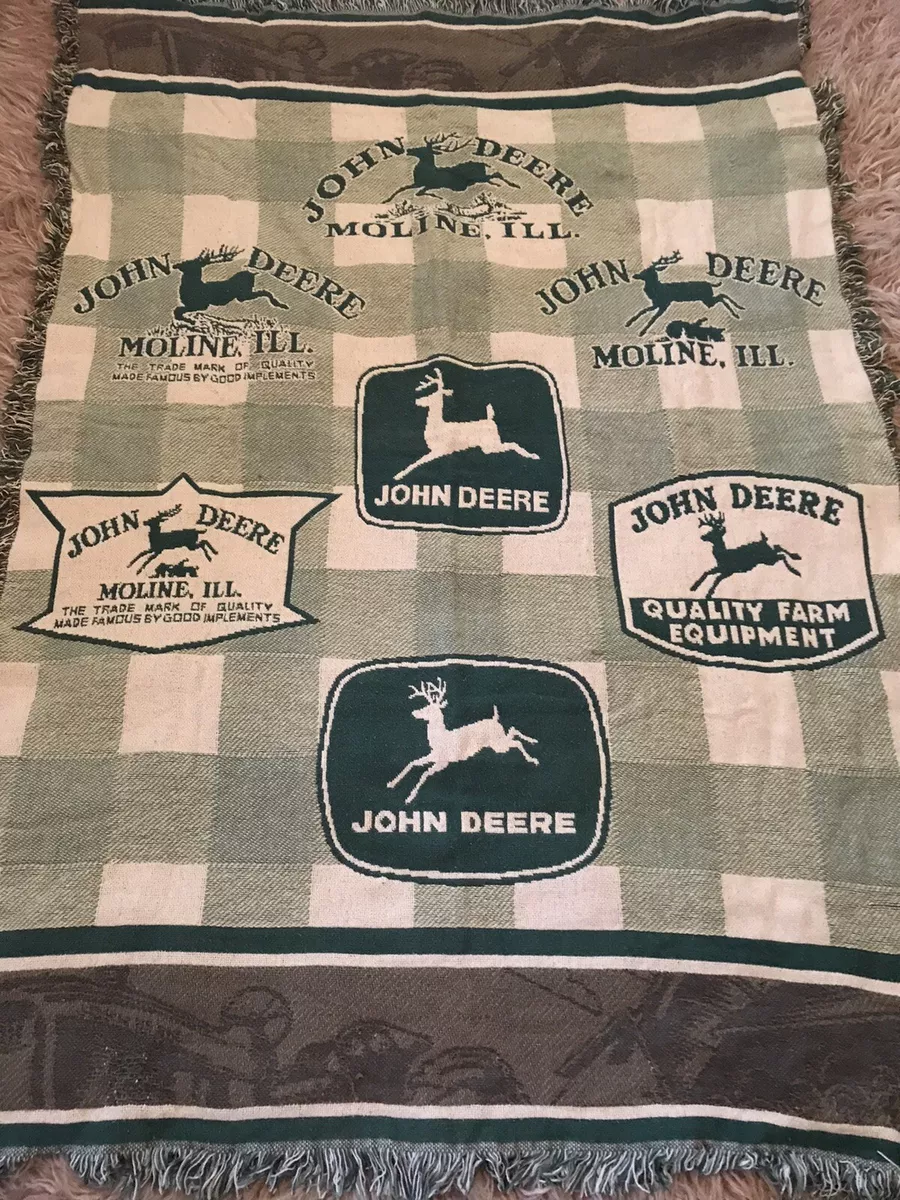 JOHN DEERE
MOLINE, ILL.
JOHN DEERE
MOLINE, ILL.
THE TRADE MARK OF QUALITY
MADE FAMOUS BY GOOD IMPLEMENTS
JOHN DEERE
MOLINE, ILL.
JOHN DEERE
JOHN DEERE
MOLINE, ILL.
THE TRADE MARK OF QUALITY
MADE FAMOUS BY GOOD IMPLEMENTS
JOHN DEERE
QUALITY FARM
EQUIPMENT
JOHN DEERE